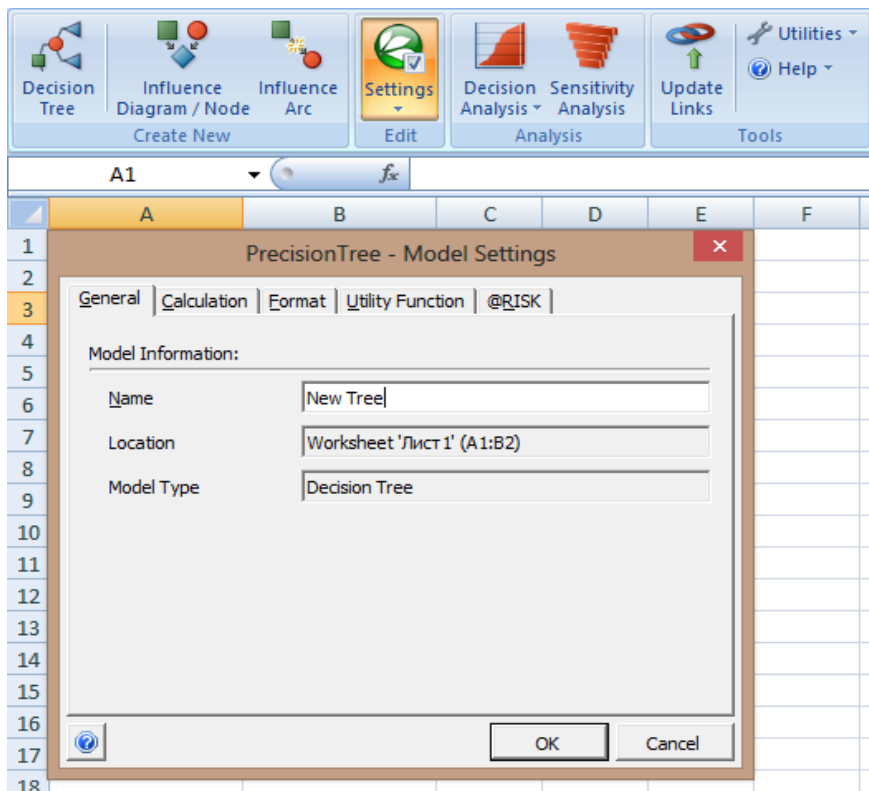 Decision Tree
Influence Diagram / Node
Influence Arc
Settings
Decision Analysis
Sensitivity Analysis
Update Links
Utilities
Help
Create New
Edit
Analysis
Tools
A1
fx
A B C D E F
1
2
3
4
5
6
7
8
9
10
11
12
13
14
15
16
17
18
PrecisionTree - Model Settings
General Calculation Format Utility Function @RISK
Model Information:
Name New Tree
Location Worksheet 'Лист1' (A1:B2)
Model Type Decision Tree
OK Cancel